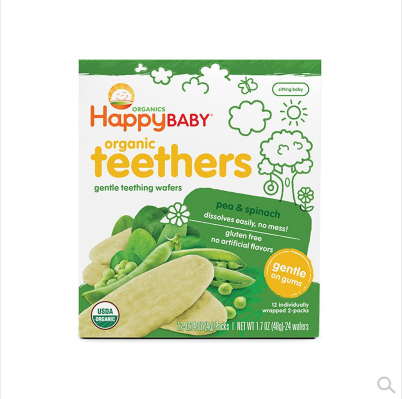 ORGANICS
HappyBABY®
sitting baby
organic
teethers
gentle teething wafers
pea & spinach
dissolves easily, no mess!
gluten free
no artificial flavors
gentle
on gums
12 individually
wrapped 2-packs
USDA
ORGANIC
Packs | NET WT 1.7 OZ (48g)-24 wafers